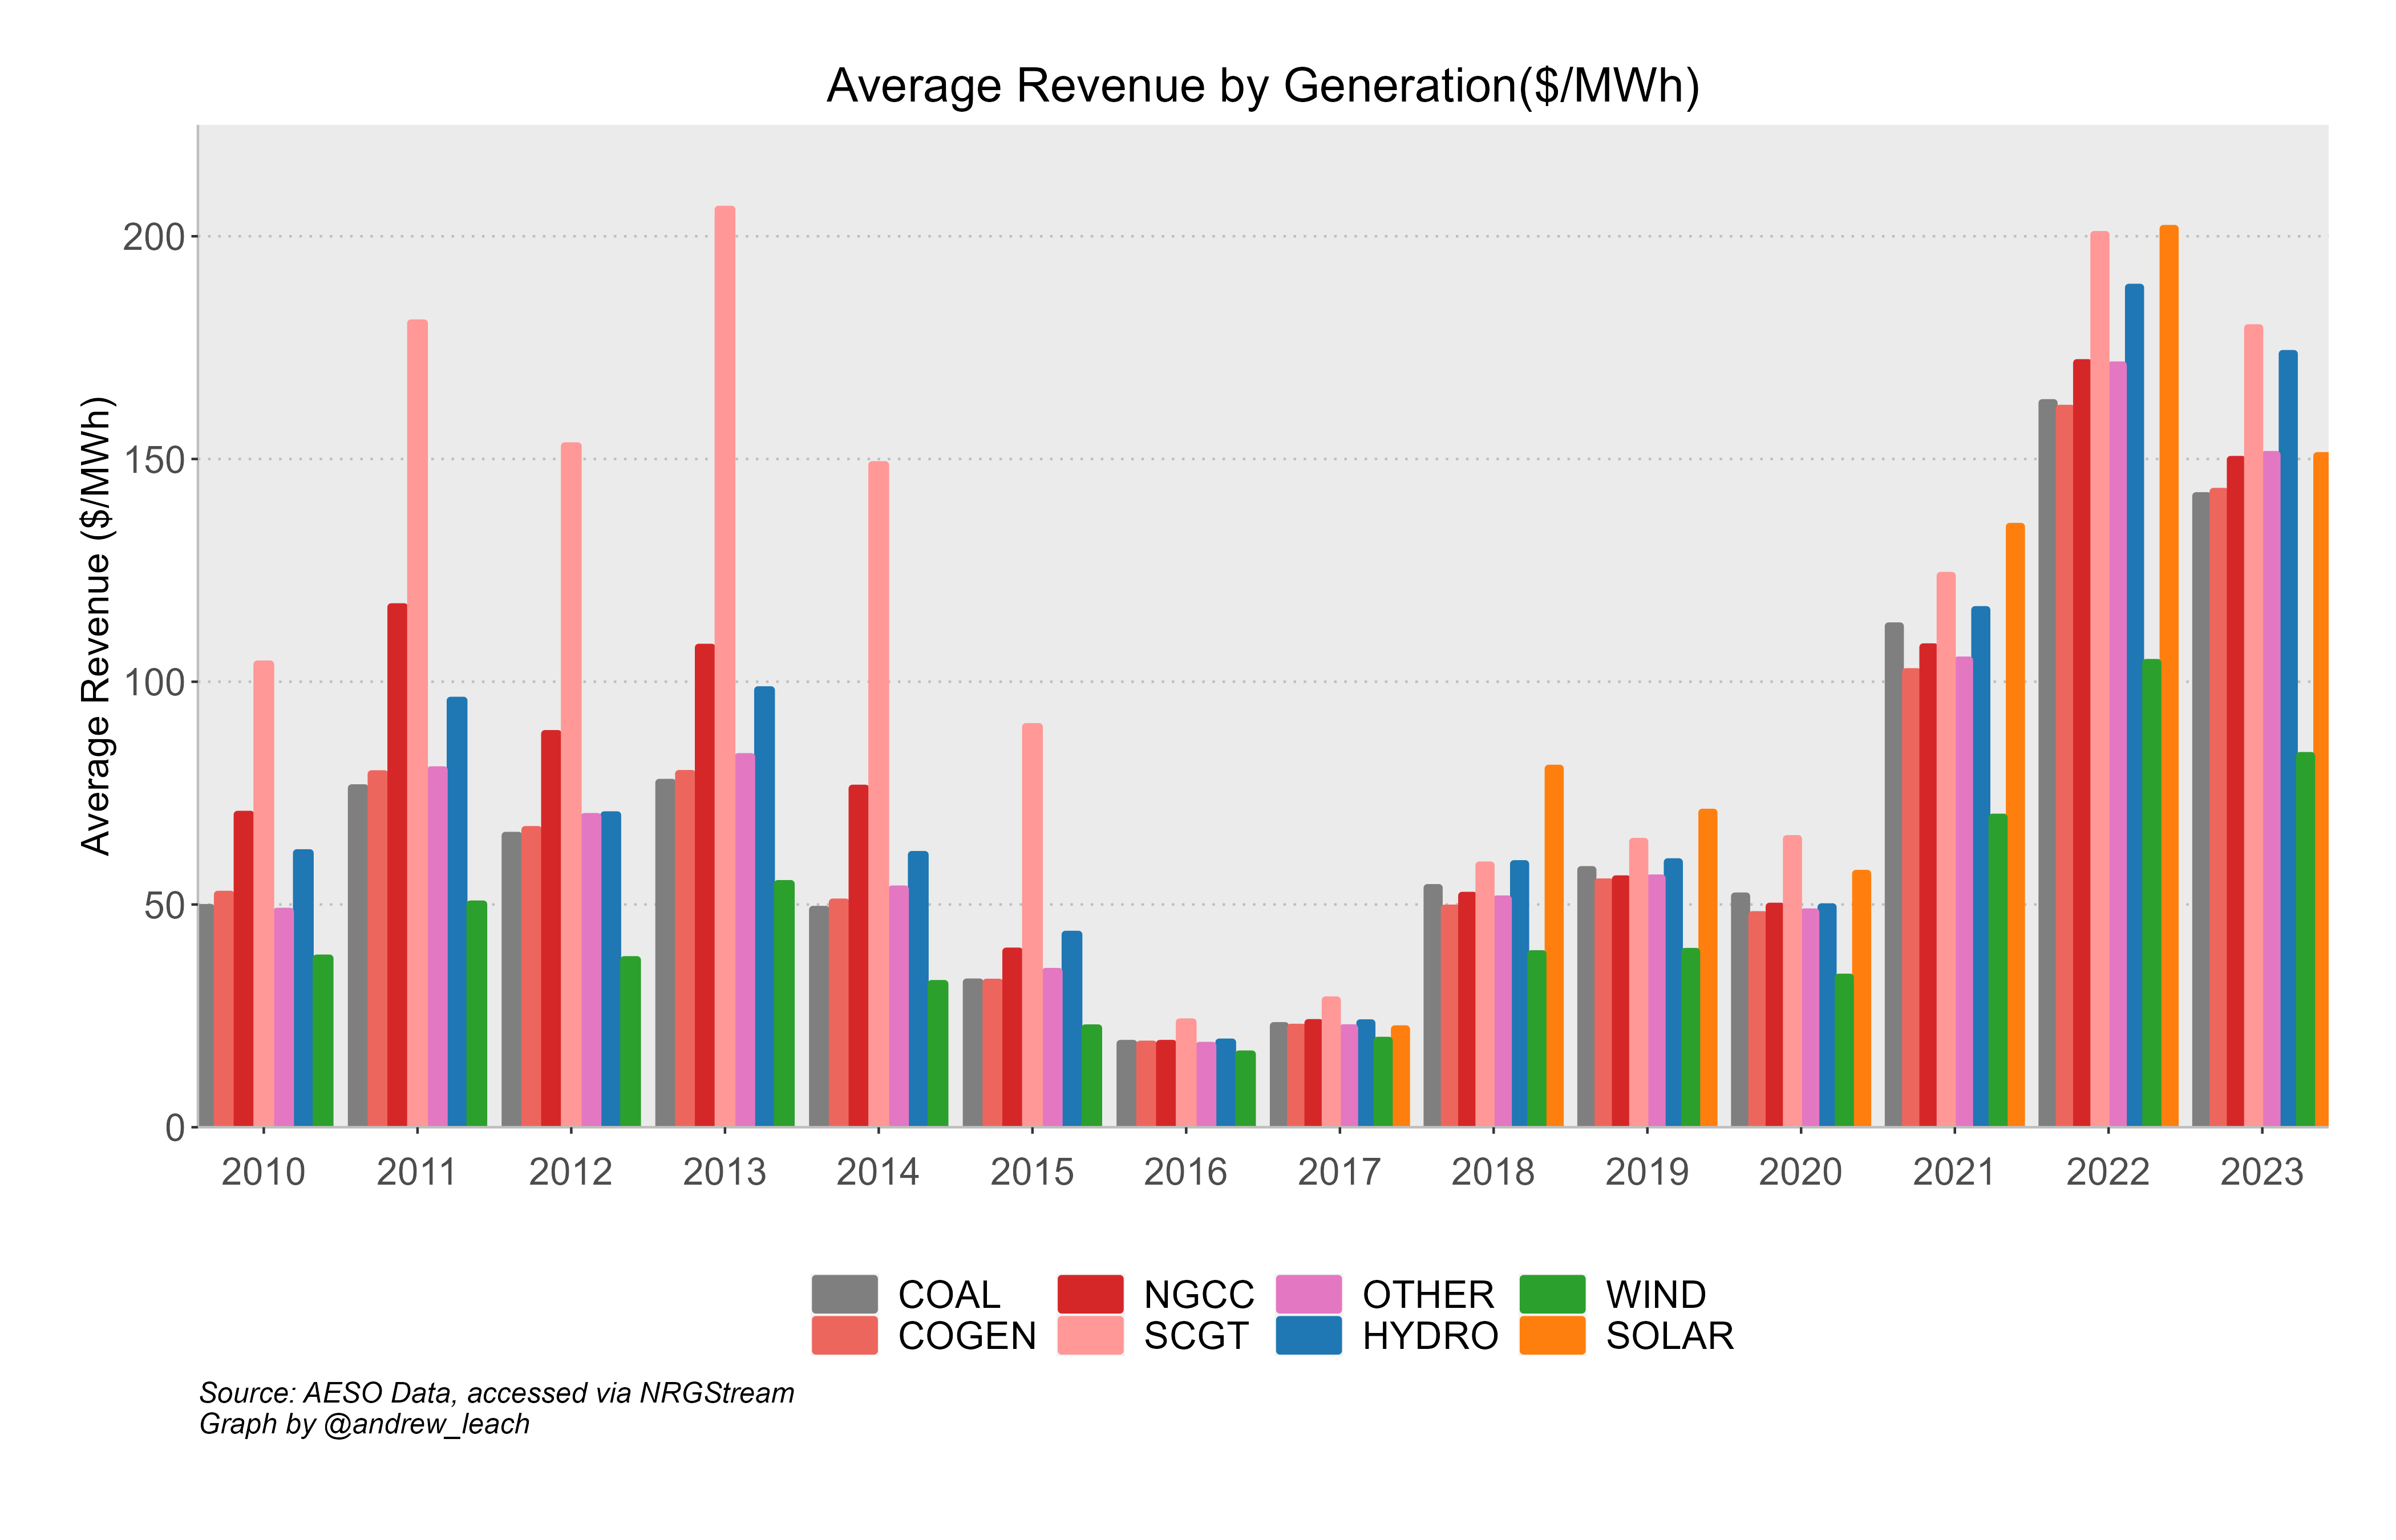 Average Revenue by Generation($/MWh)
Average Revenue ($/MWh)
200
150
100
50
0
2010 2011 2012 2013 2014 2015 2016 2017 2018 2019 2020 2021 2022 2023
COAL NGCC OTHER WIND
COGEN SCGT HYDRO SOLAR
Source: AESO Data, accessed via NRGStream
Graph by @andrew_leach